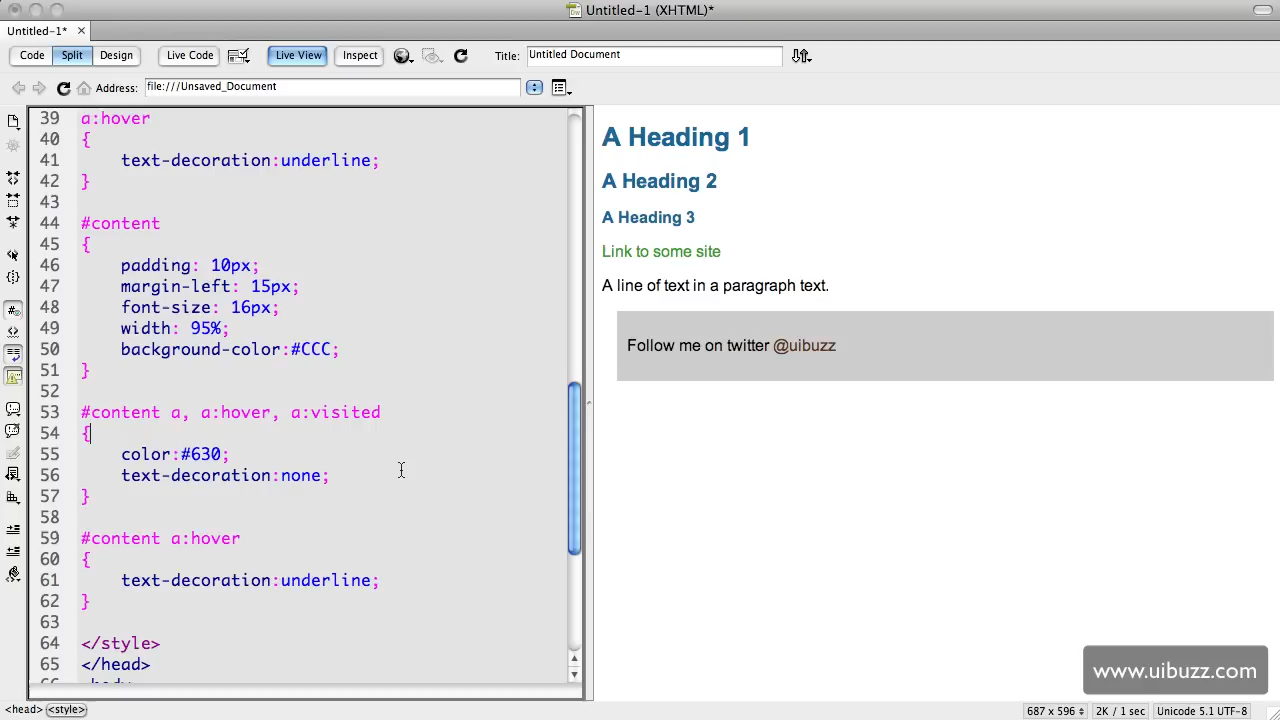 Untitled-1 (XHTML)*
Untitled-1*
Code Split Design Live Code Live View Inspect Title: Untitled Document
Address: file:///Unsaved_Document
39 a:hover
40 {
41 text-decoration:underline;
42 }
43
44 #content
45 {
46 padding: 10px;
47 margin-left: 15px;
48 font-size: 16px;
49 width: 95%;
50 background-color:#CCC;
51 }
52
53 #content a, a:hover, a:visited
54 {
55 color:#630;
56 text-decoration:none;
57 }
58
59 #content a:hover
60 {
61 text-decoration:underline;
62 }
63
64 </style>
65 </head>
A Heading 1
A Heading 2
A Heading 3
Link to some site
A line of text in a paragraph text.
Follow me on twitter @uibuzz
www.uibuzz.com
<head> <style>
687 x 596 2K / 1 sec Unicode 5.1 UTF-8